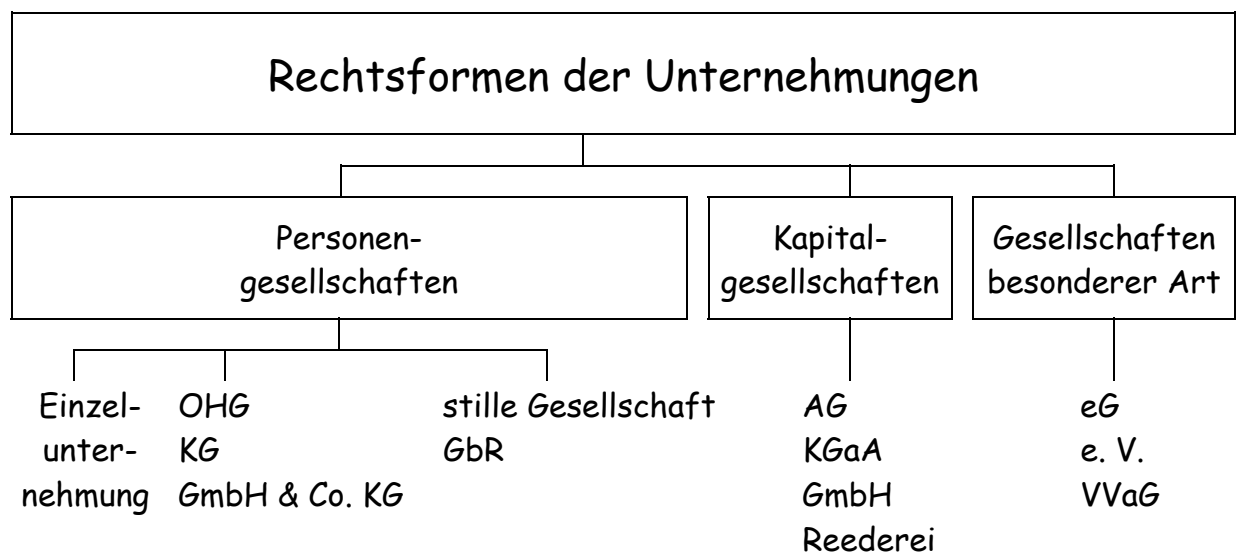 Rechtsformen der Unternehmungen
Personen-
gesellschaften
Kapital-
gesellschaften
Gesellschaften
besonderer Art
Einzel-
unter-
nehmung
OHG
KG
GmbH & Co. KG
stille Gesellschaft
GbR
AG
KGaA
GmbH
Reederei
eG
e. V.
VVaG